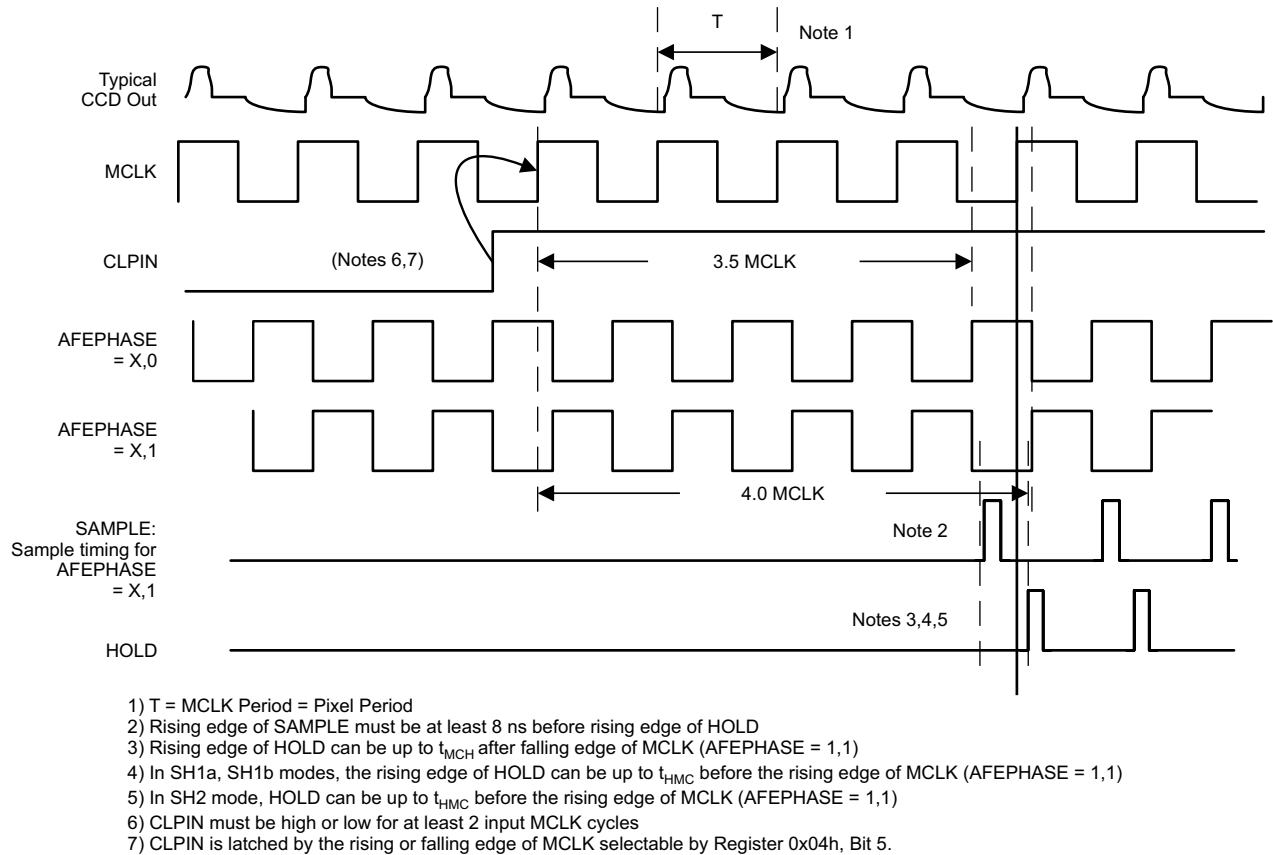 T
Note 1
Typical
CCD Out
MCLK
CLPIN
(Notes 6,7)
3.5 MCLK
AFEPHASE
= X,0
AFEPHASE
= X,1
4.0 MCLK
SAMPLE:
Sample timing for
AFEPHASE
= X,1
Note 2
Notes 3,4,5
HOLD
1) T = MCLK Period = Pixel Period
2) Rising edge of SAMPLE must be at least 8 ns before rising edge of HOLD
3) Rising edge of HOLD can be up to tMCH after falling edge of MCLK (AFEPHASE = 1,1)
4) In SH1a, SH1b modes, the rising edge of HOLD can be up to tHMC before the rising edge of MCLK (AFEPHASE = 1,1)
5) In SH2 mode, HOLD can be up to tHMC before the rising edge of MCLK (AFEPHASE = 1,1)
6) CLPIN must be high or low for at least 2 input MCLK cycles
7) CLPIN is latched by the rising or falling edge of MCLK selectable by Register 0x04h, Bit 5.